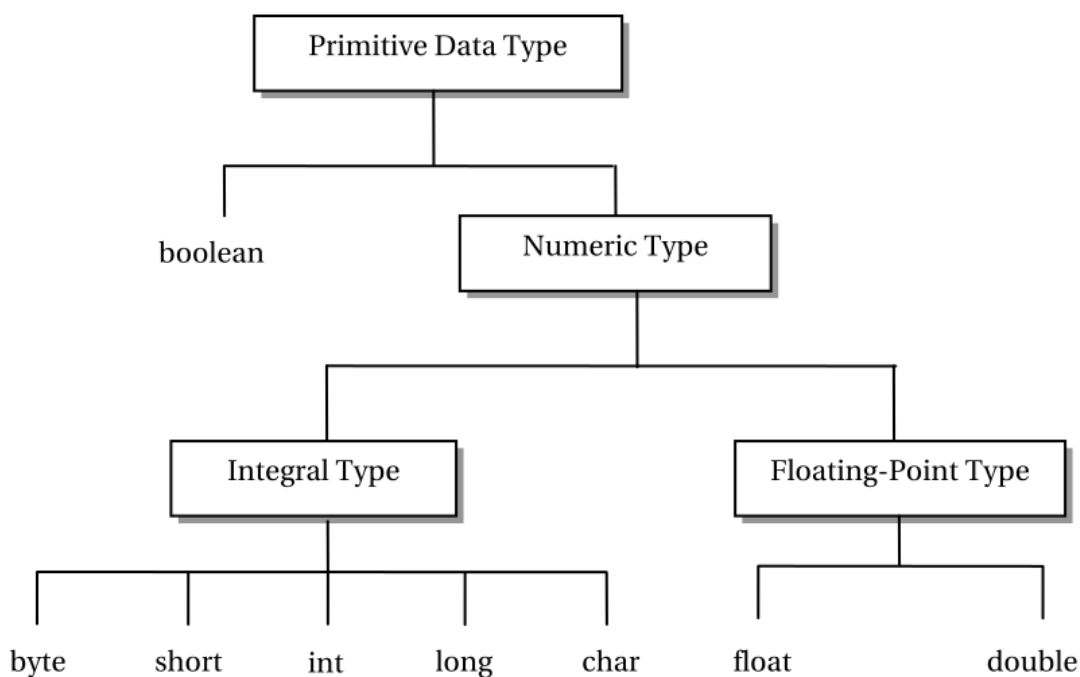 Primitive Data Type
boolean
Numeric Type
Integral Type
Floating-Point Type
byte
short
int
long
char
float
double